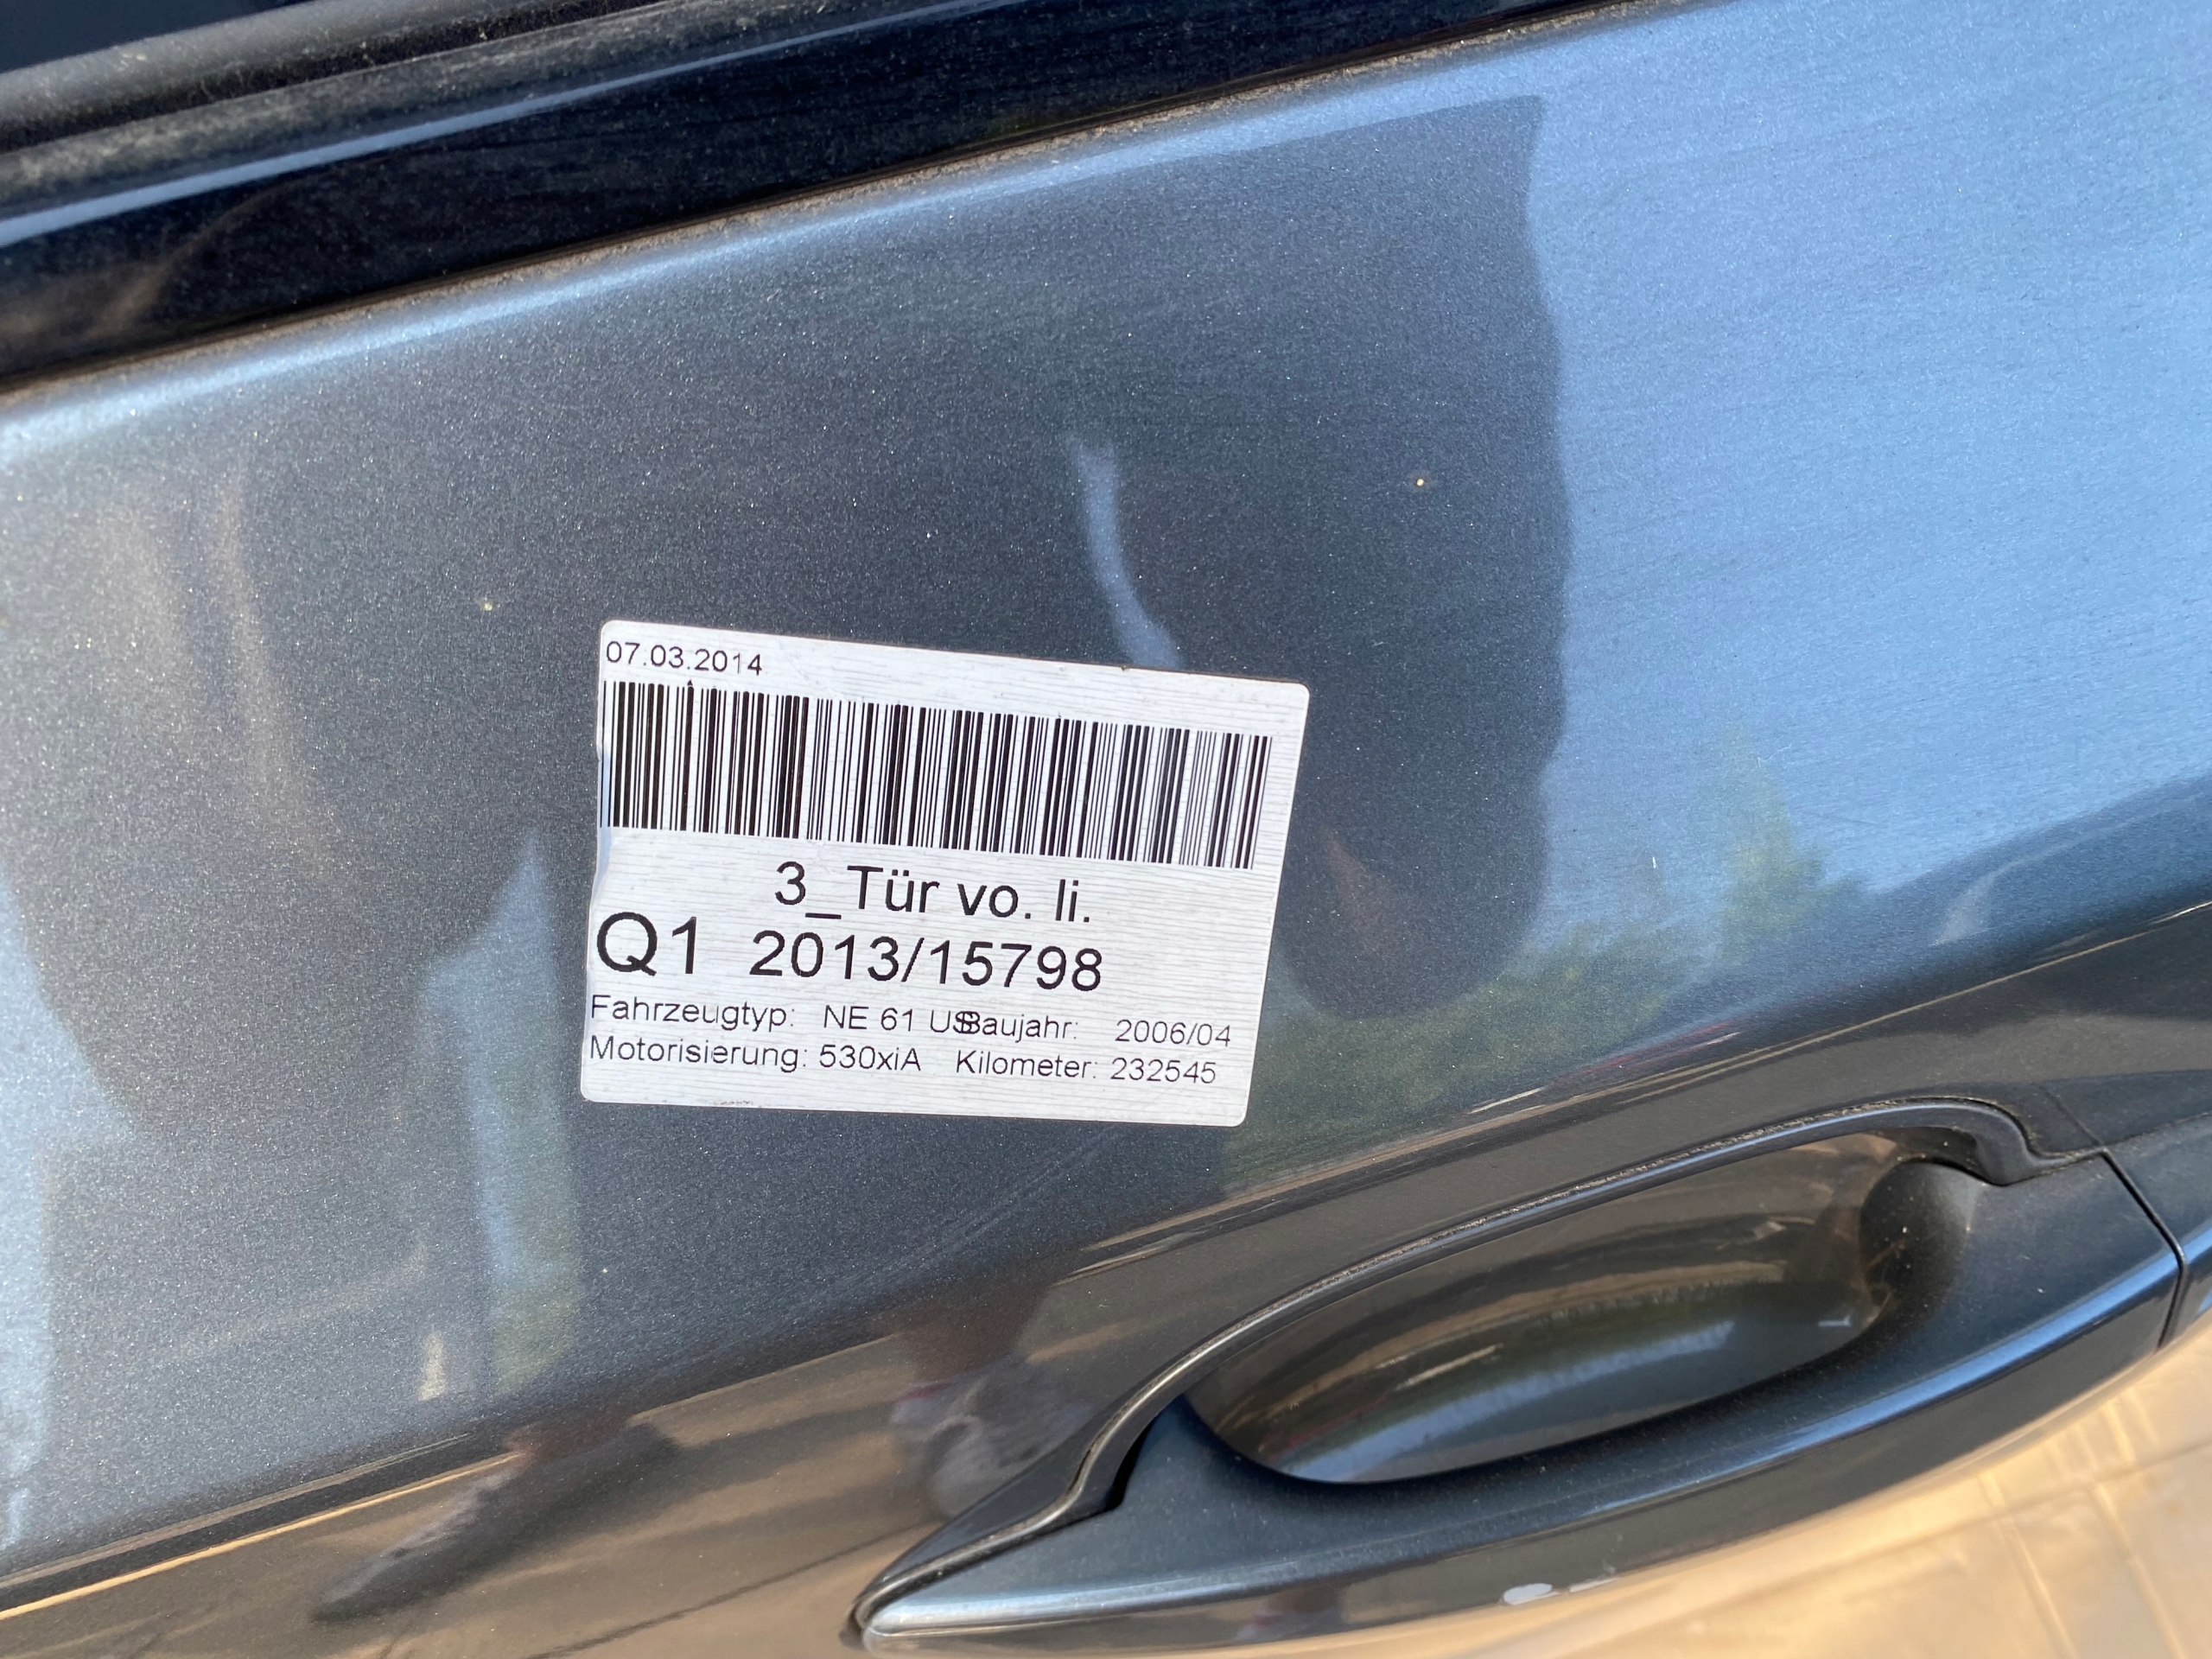 07.03.2014
3_Tür vo. li.
Q1 2013/15798
Fahrzeugtyp: NE 61 US Baujahr: 2006/04
Motorisierung: 530xiA Kilometer: 232545